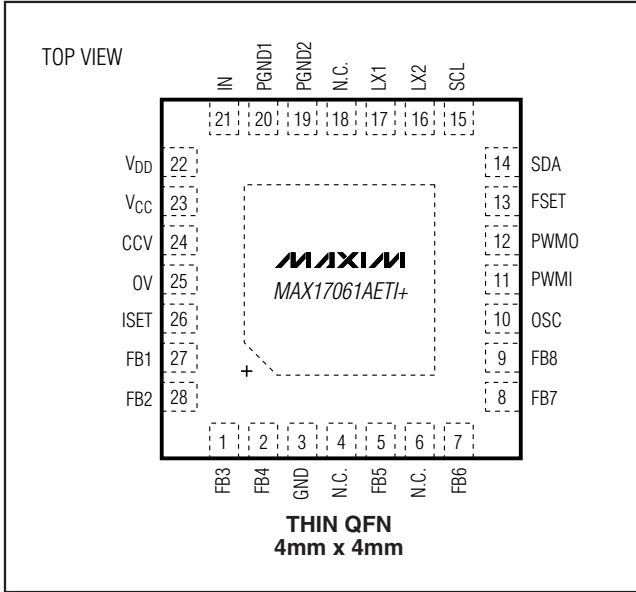 TOP VIEW
IN
PGND1
PGND2
N.C.
LX1
LX2
SCL
21 20 19 18 17 16 15
VDD 22
VCC 23
CCV 24
OV 25
ISET 26
FB1 27
FB2 28
14 SDA
13 FSET
12 PWMO
11 PWMI
10 OSC
9 FB8
8 FB7
MAXIM
MAX17061AETI+
+
1 2 3 4 5 6 7
FB3
FB4
GND
N.C.
FB5
N.C.
FB6
THIN QFN
4mm x 4mm